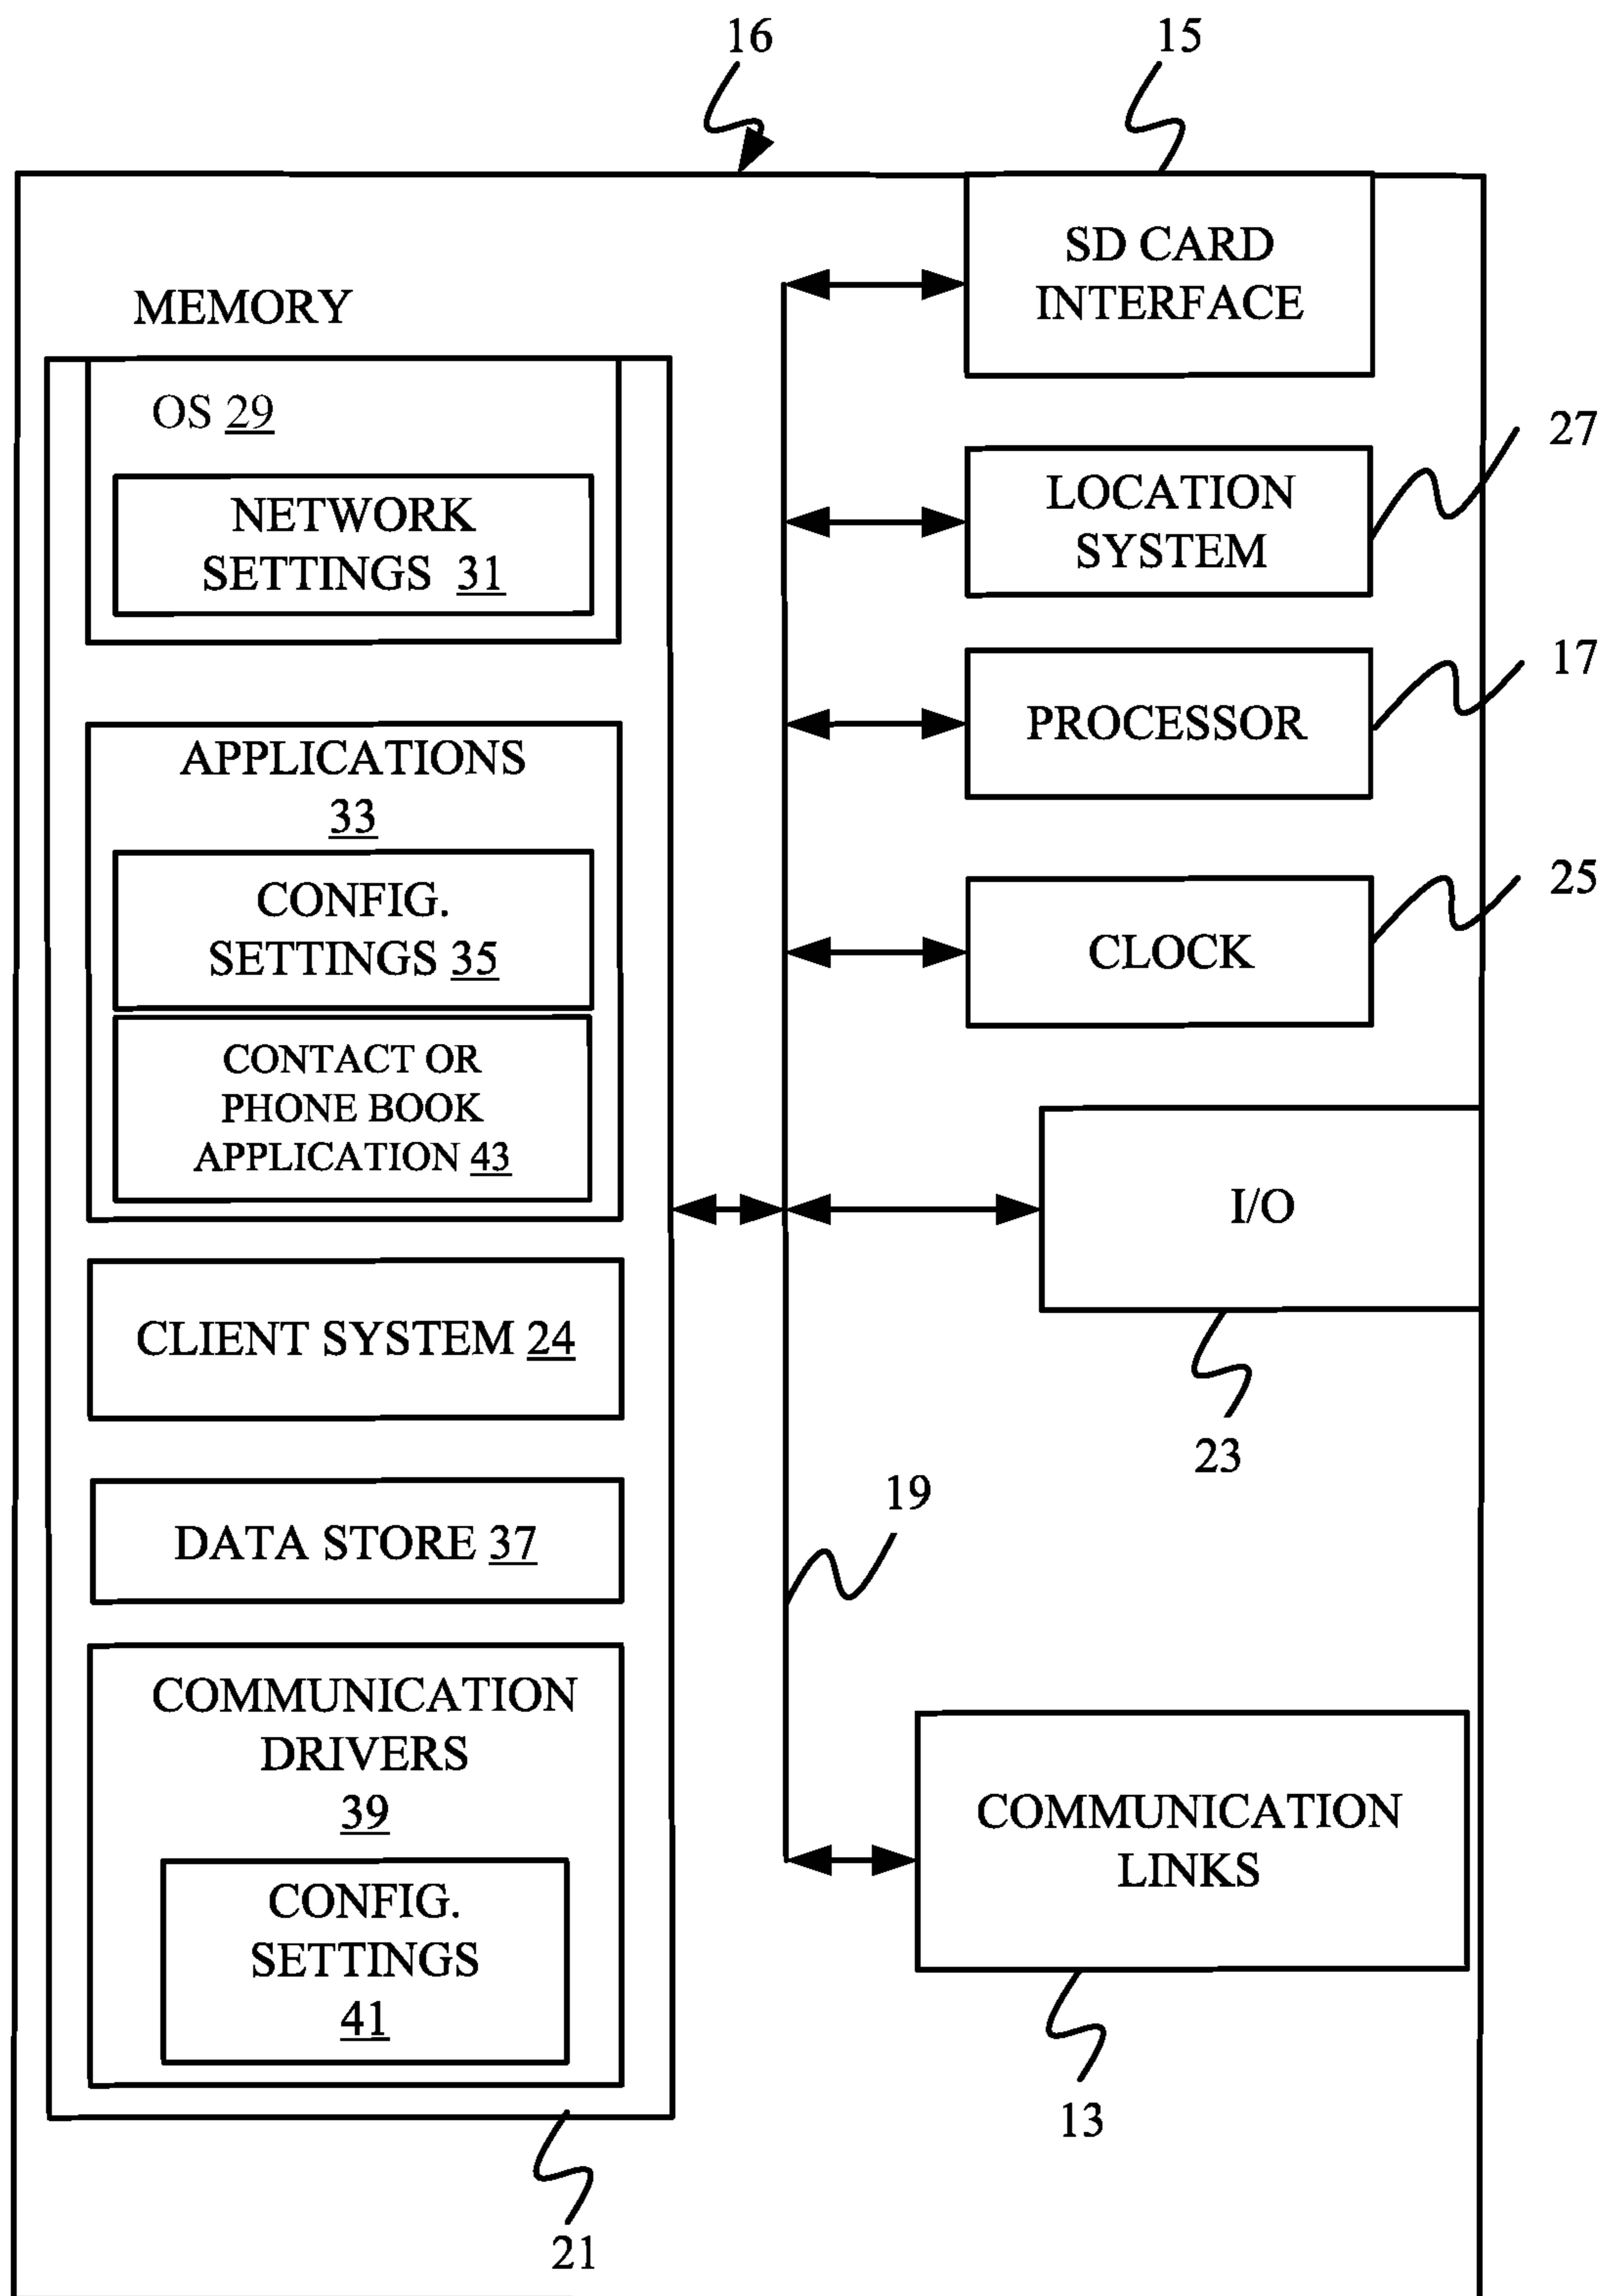 16
15
SD CARD
INTERFACE
MEMORY
OS 29
NETWORK
SETTINGS 31
APPLICATIONS
33
CONFIG.
SETTINGS 35
CONTACT OR
PHONE BOOK
APPLICATION 43
CLIENT SYSTEM 24
DATA STORE 37
COMMUNICATION
DRIVERS
39
CONFIG.
SETTINGS
41
21
27
LOCATION
SYSTEM
17
PROCESSOR
25
CLOCK
I/O
23
19
COMMUNICATION
LINKS
13